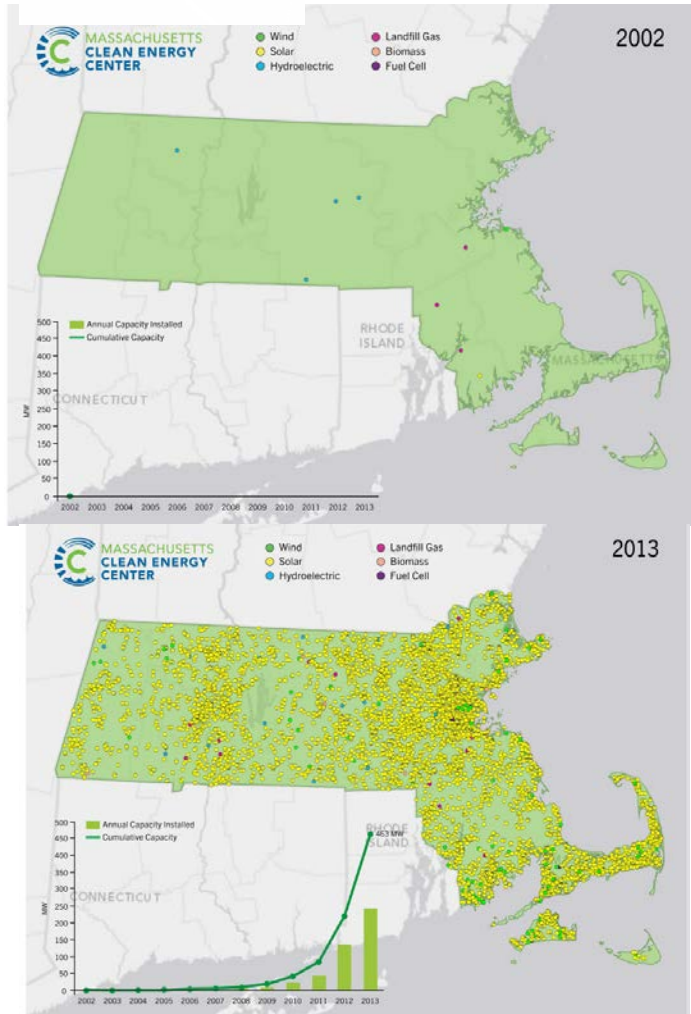 MASSACHUSETTS
CLEAN ENERGY
CENTER
Wind
Solar
Hydroelectric
Landfill Gas
Biomass
Fuel Cell
2002
RHODE
ISLAND
MASSACHUSETTS
CONNECTICUT
Annual Capacity Installed
Cumulative Capacity
MW
500
450
400
350
300
250
200
150
100
50
0
2002 2003 2004 2005 2006 2007 2008 2009 2010 2011 2012 2013
MASSACHUSETTS
CLEAN ENERGY
CENTER
Wind
Solar
Hydroelectric
Landfill Gas
Biomass
Fuel Cell
2013
RHODE
ISLAND
463 MW
CONNECTICUT
Annual Capacity Installed
Cumulative Capacity
MW
500
450
400
350
300
250
200
150
100
50
0
2002 2003 2004 2005 2006 2007 2008 2009 2010 2011 2012 2013